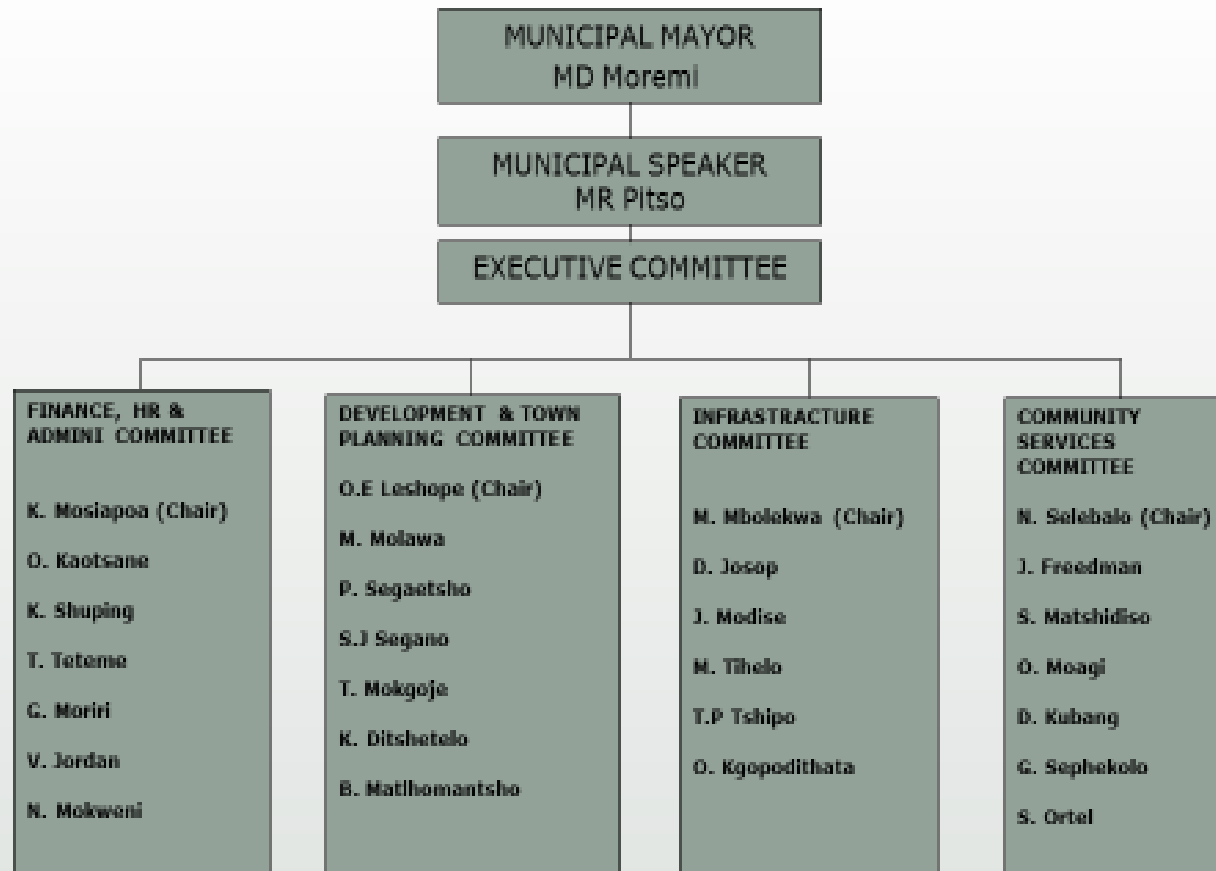 MUNICIPAL MAYOR
MD Moremi
MUNICIPAL SPEAKER
MR Pitso
EXECUTIVE COMMITTEE
FINANCE, HR &
ADMINI COMMITTEE
K. Mosiapoa (Chair)
O. Kaotsane
K. Shuping
T. Teteme
G. Moriri
V. Jordan
N. Mokweni
DEVELOPMENT & TOWN
PLANNING COMMITTEE
O.E Leshope (Chair)
M. Molawa
P. Segaetsho
S.J Segano
T. Mokgoje
K. Ditshetelo
B. Matlhomantsho
INFRASTRACTURE
COMMITTEE
M. Mbolekwa (Chair)
D. Josop
J. Modise
M. Tihelo
T.P Tshipo
O. Kgopodithata
COMMUNITY
SERVICES
COMMITTEE
N. Selebalo (Chair)
J. Freedman
S. Matshidiso
O. Moagi
D. Kubang
G. Sephekolo
S. Ortel